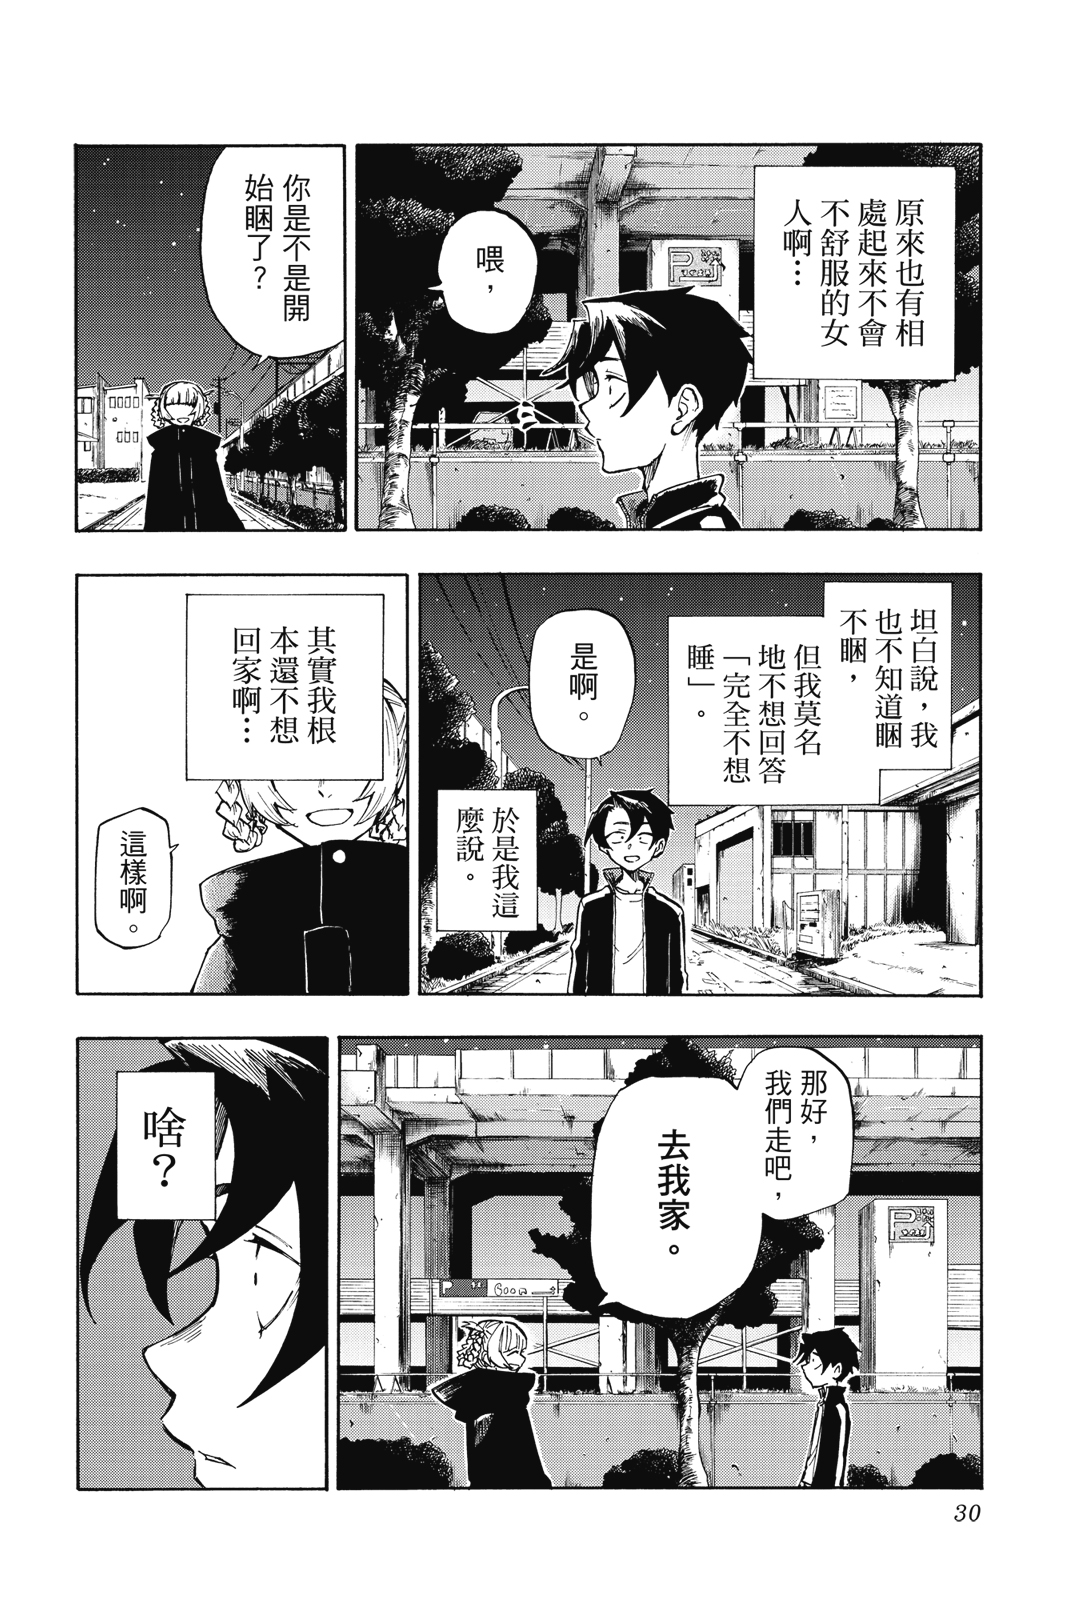 原來也有相
處起來不會
不舒服的女
人啊…
P
喂，
你是不是開
始睏了？
坦白說，我
也不知道睏
不睏，
但我莫名
地不想回答
「完全不想
睡」。
是啊。
於是我這
麼說。
其實我根
本還不想
回家啊…
這樣啊。
那好，
我們走吧，
去我家。
P
P
600m
啥？
30